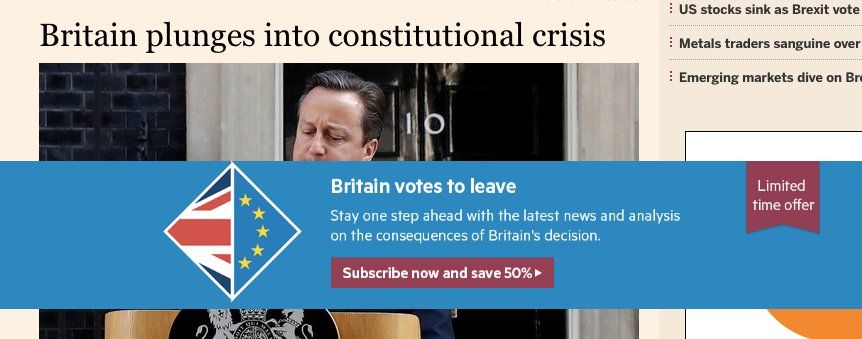 Britain plunges into constitutional crisis
US stocks sink as Brexit vote
Metals traders sanguine over
Emerging markets dive on Bre
10
Britain votes to leave
Stay one step ahead with the latest news and analysis
on the consequences of Britain's decision.
Subscribe now and save 50%
Limited
time offer